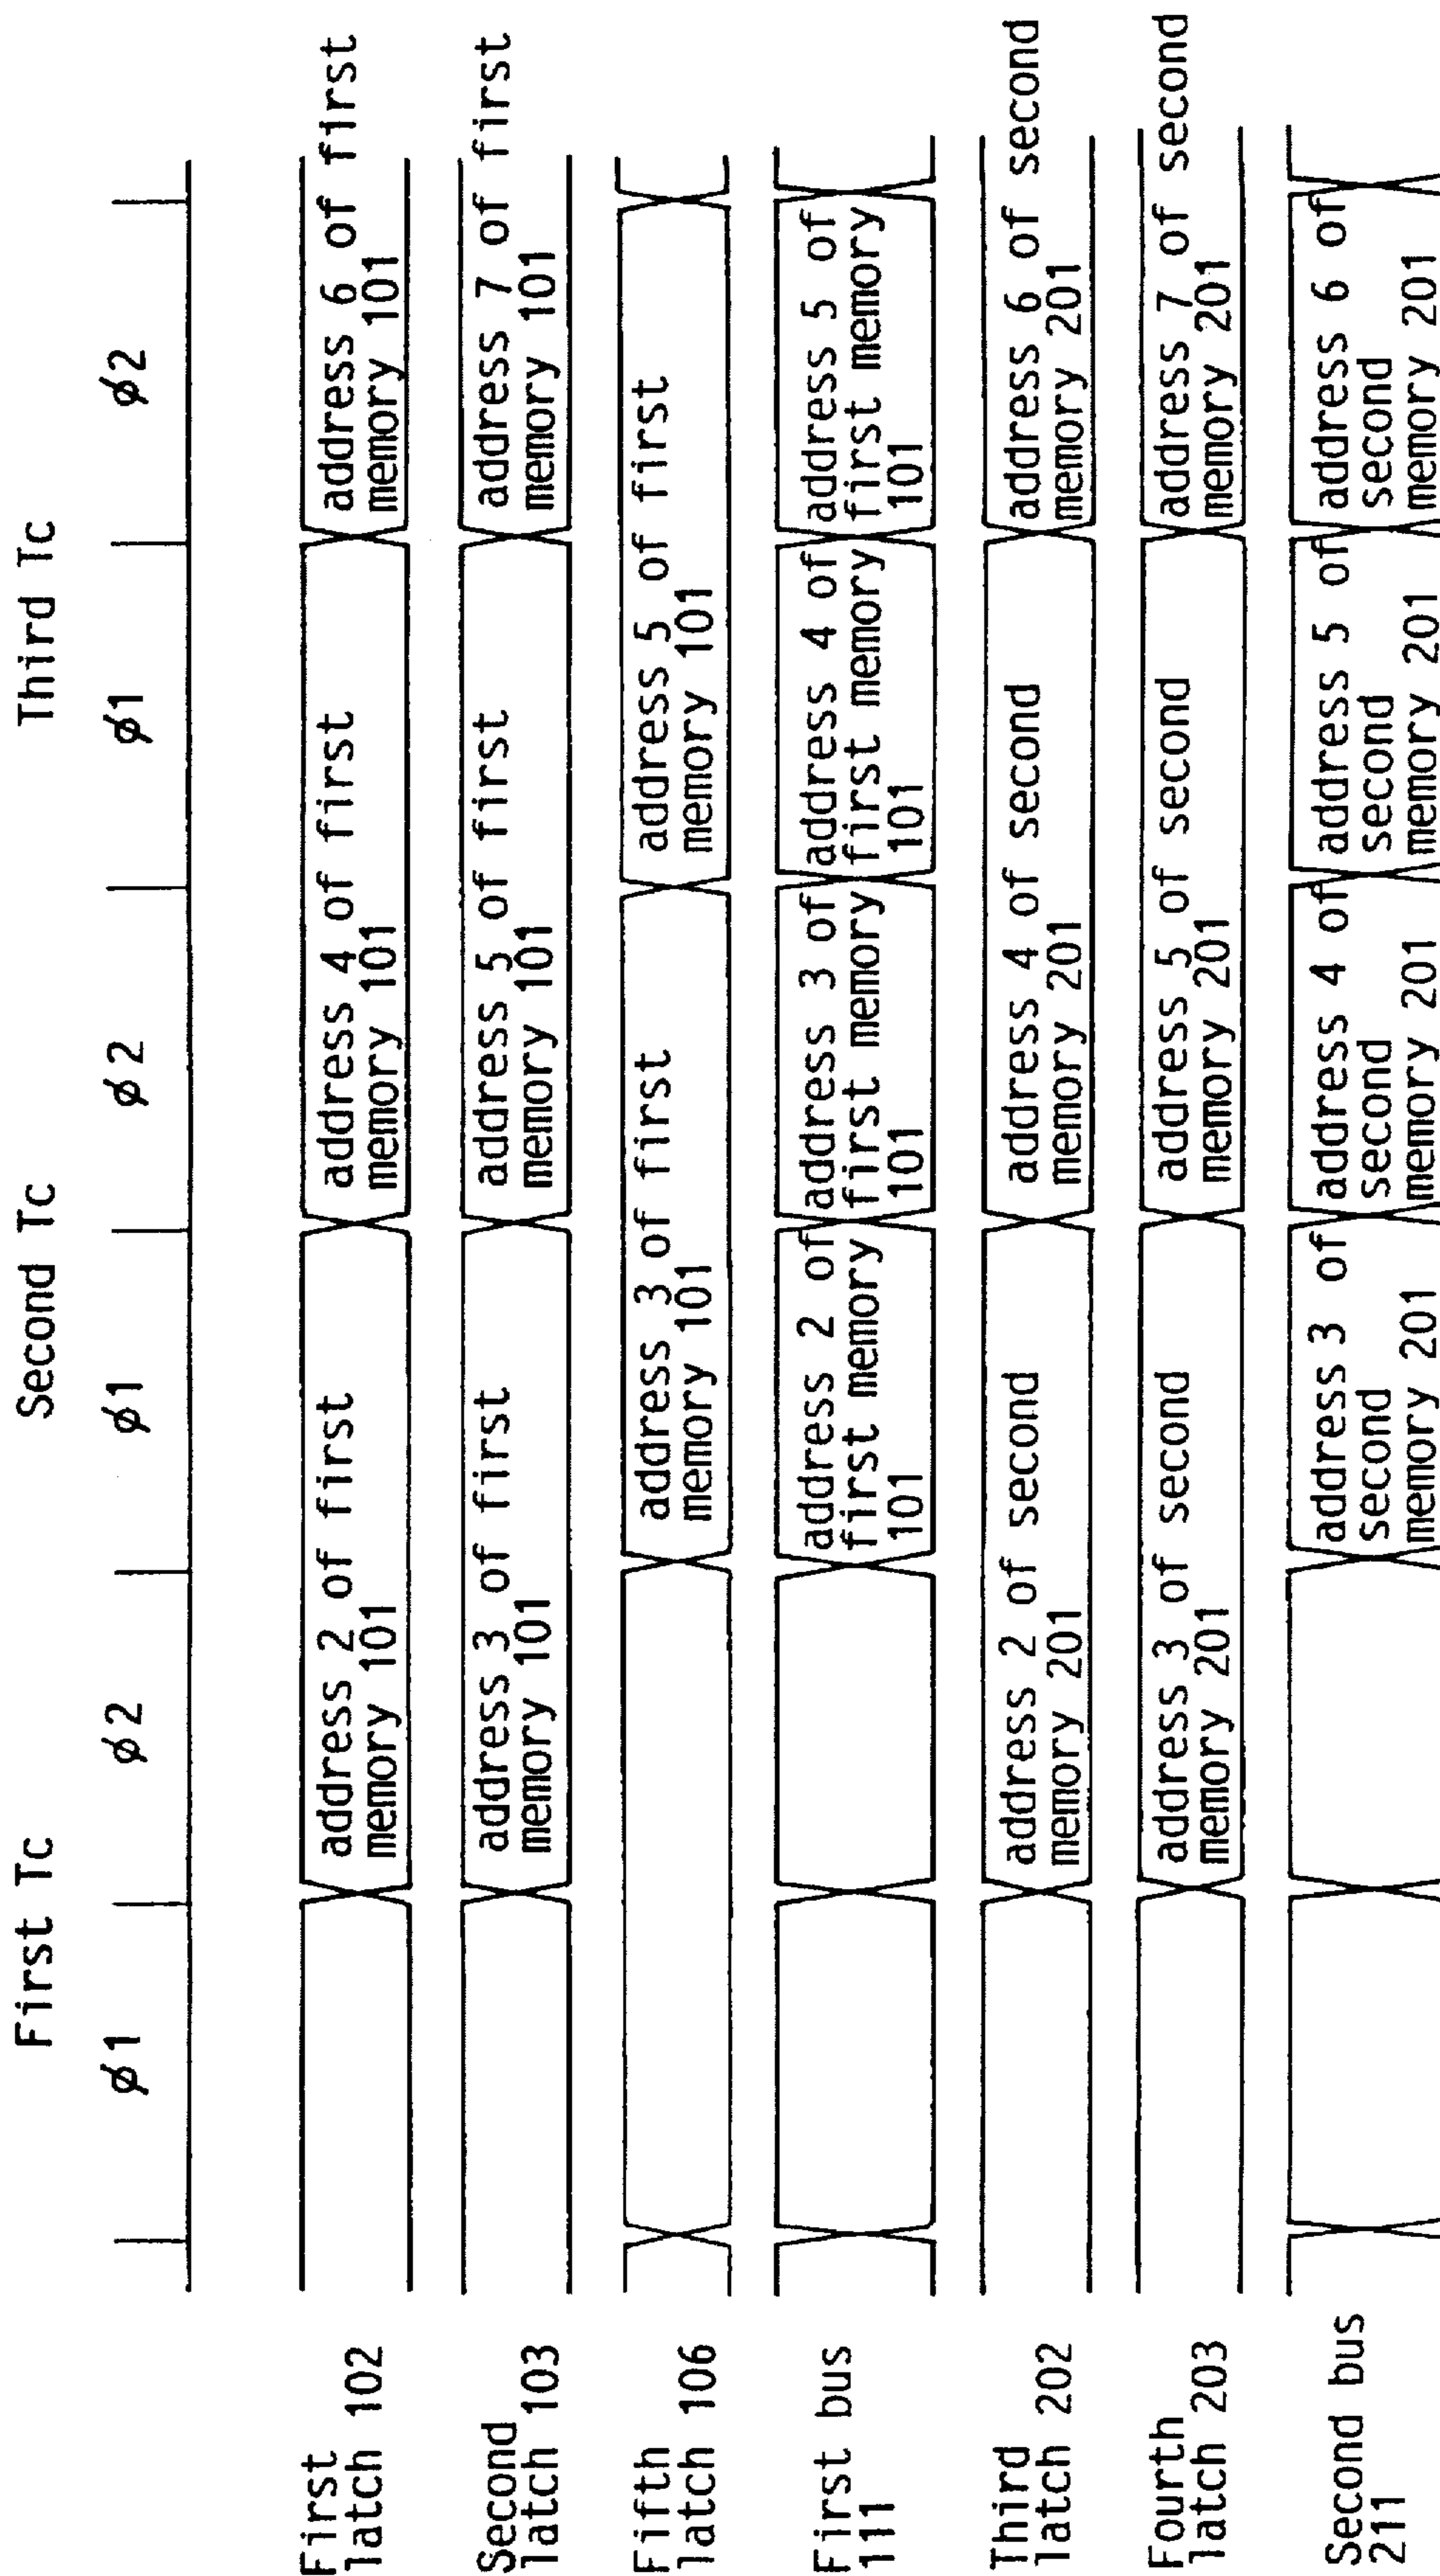 First Tc
Second Tc
Third Tc
ø1
ø2
ø1
ø2
ø1
ø2
First
latch 102
address 2 of first
memory 101
address 4 of first
memory 101
address 6 of first
memory 101
Second
latch 103
address 3 of first
memory 101
address 5 of first
memory 101
address 7 of first
memory 101
Fifth
latch 106
address 3 of first
memory 101
address 5 of first
memory 101
First bus
111
address 2 of
first memory
101
address 3 of
first memory
101
address 4 of
first memory
101
address 5 of
first memory
101
Third
latch 202
address 2 of second
memory 201
address 4 of second
memory 201
address 6 of second
memory 201
Fourth
latch 203
address 3 of second
memory 201
address 5 of second
memory 201
address 7 of second
memory 201
Second bus
211
address 3 of
second
memory 201
address 4 of
second
memory 201
address 5 of
second
memory 201
address 6 of
second
memory 201